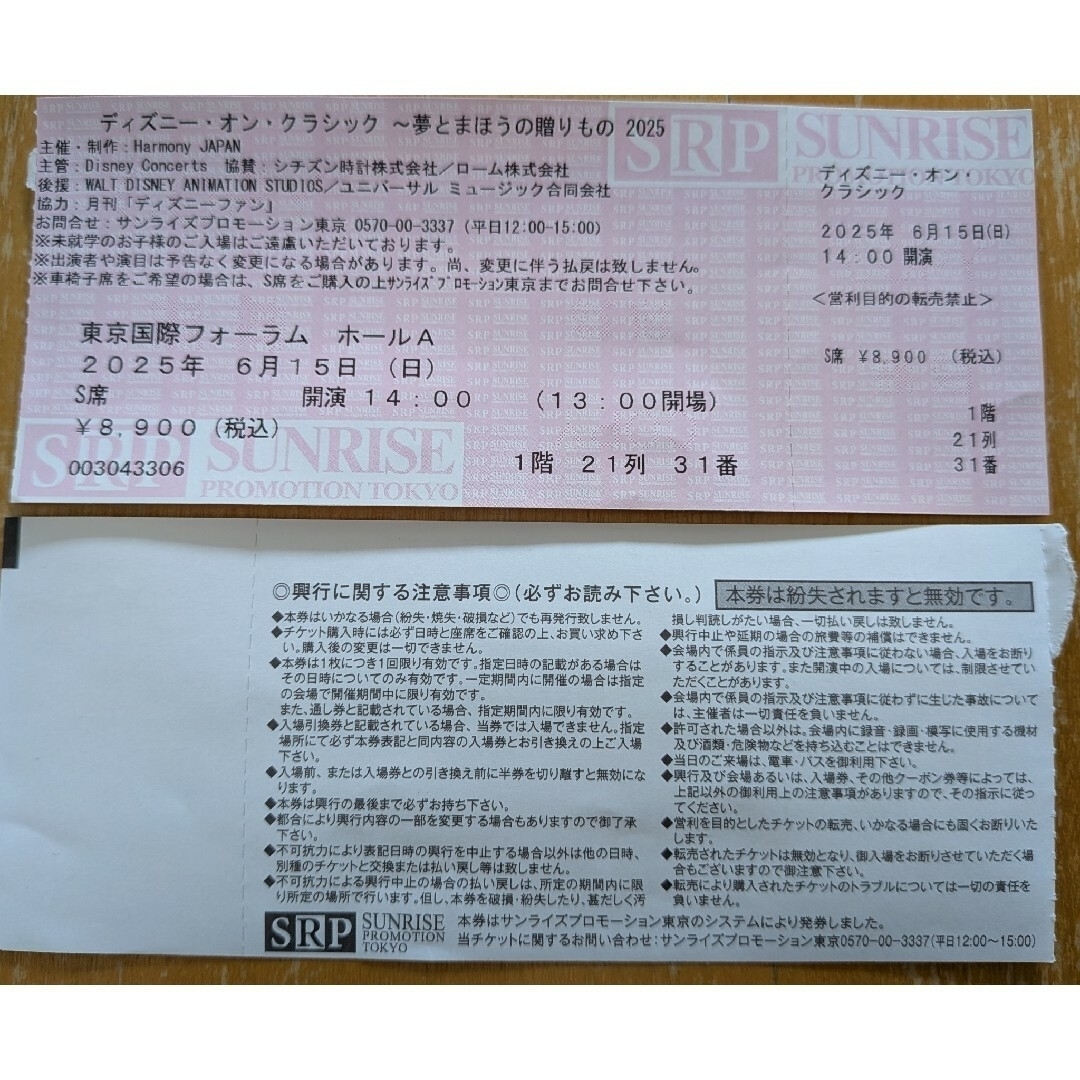 ディズニー・オン・クラシック ～夢とまほうの贈りもの 2025
主催・制作：Harmony JAPAN
主管：Disney Concerts 協賛：シチズン時計株式会社／ローム株式会社
後援：WALT DISNEY ANIMATION STUDIOS／ユニバーサル ミュージック合同会社
協力：月刊「ディズニーファン」
お問合せ：サンライズプロモーション東京 0570-00-3337（平日12:00-15:00）
※未就学のお子様のご入場はご遠慮いただいております。
※出演者や演目は予告なく変更になる場合があります。尚、変更に伴う払戻は致しません。
※車椅子席をご希望の場合は、S席をご購入の上ｻﾝﾗｲｽﾞﾌﾟﾛﾓｰｼｮﾝ東京までお問合せ下さい。
東京国際フォーラム ホールＡ
２０２５年 ６月１５日 （日）
S席 開演 １４：００ （１３：００開場）
￥８,９００（税込）
003043306
１階 ２１列 ３１番
SRP SUNRISE
PROMOTION TOKYO
SRP SUNRISE
PROMOTION TOKYO
ディズニー・オン・
クラシック
2025年 6月15日(日)
14:00 開演
＜営利目的の転売禁止＞
S席 ￥8,900 （税込）
1階
21列
31番
◎興行に関する注意事項◎（必ずお読み下さい。）
本券は紛失されますと無効です。
◆本券はいかなる場合（紛失・焼失・破損など）でも再発行致しません。
◆チケット購入時には必ず日時と座席をご確認の上、お買い求め下さ
い。購入後の変更は一切できません。
◆本券は1枚につき1回限り有効です。指定日時の記載がある場合は
その日時についてのみ有効です。一定期間内に開催の場合は指定
の会場で開催期間中に限り有効です。
また、通し券と記載されている場合、指定期間内に限り有効です。
◆入場引換券と記載されている場合、当券では入場できません。指定
場所にて必ず本券表記と同内容の入場券とお引き換えの上ご入場
下さい。
◆入場前、または入場券との引き換え前に半券を切り離すと無効にな
ります。
◆本券は興行の最後まで必ずお持ち下さい。
◆都合により興行内容の一部を変更する場合もありますので御了承
下さい。
◆不可抗力により表記日時の興行を中止する場合以外は他の日時、
別種のチケットと交換または払い戻し等は致しません。
◆不可抗力による興行中止の場合の払い戻しは、所定の期間内に限
り所定の場所で行います。但し、本券を破損・紛失したり、甚だしく汚
損し判読しがたい場合、一切払い戻しは致しません。
◆興行中止や延期の場合の旅費等の補償はできません。
◆会場内で係員の指示及び注意事項に従わない場合、入場をお断り
することがあります。また開演中の入場については、制限させてい
ただくことがあります。
◆会場内で係員の指示及び注意事項に従わずに生じた事故について
は、主催者は一切責任を負いません。
◆許可された場合以外は。会場内に録音・録画・模写に使用する機材
及び酒類・危険物などを持ち込むことはできません。
◆当日のご来場は、電車・バスを御利用下さい。
◆興行及び会場あるいは、入場券、その他クーポン券等によっては、
上記以外の御利用上の注意事項がありますので、その指示に従っ
てください。
◆営利を目的としたチケットの転売、いかなる場合にも固くお断りいた
します。
◆転売されたチケットは無効となり、御入場をお断りさせていただく場
合もございますので御注意下さい。
◆転売により購入されたチケットのトラブルについては一切の責任を
負いません。
SRP SUNRISE
PROMOTION
TOKYO
本券はサンライズプロモーション東京のシステムにより発券しました。
当チケットに関するお問い合わせ：サンライズプロモーション東京0570-00-3337(平日12:00～15:00)